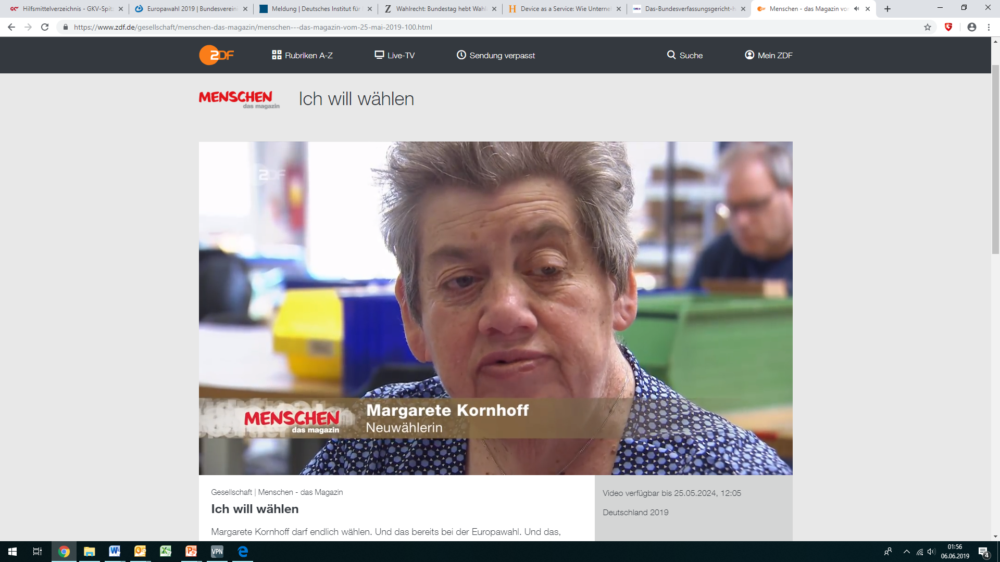 Hilfsmittelverzeichnis - GKV-Spitz
Europawahl 2019 | Bundesverein
Meldung | Deutsches Institut für
Wahlrecht: Bundestag hebt Wahl
Device as a Service: Wie Unterne
Das-Bundesverfassungsgericht-h
Menschen - das Magazin vo
https://www.zdf.de/gesellschaft/menschen-das-magazin/menschen---das-magazin-vom-25-mai-2019-100.html
ZDF
Rubriken A-Z
Live-TV
Sendung verpasst
Suche
Mein ZDF
MENSCHEN
das magazin
Ich will wählen
ZDF
MENSCHEN
das magazin
Margarete Kornhoff
Neuwählerin
Gesellschaft | Menschen - das Magazin
Ich will wählen
Margarete Kornhoff darf endlich wählen. Und das bereits bei der Europawahl. Und das,
Video verfügbar bis 25.05.2024, 12:05
Deutschland 2019
VPN
01:56
06.06.2019
4